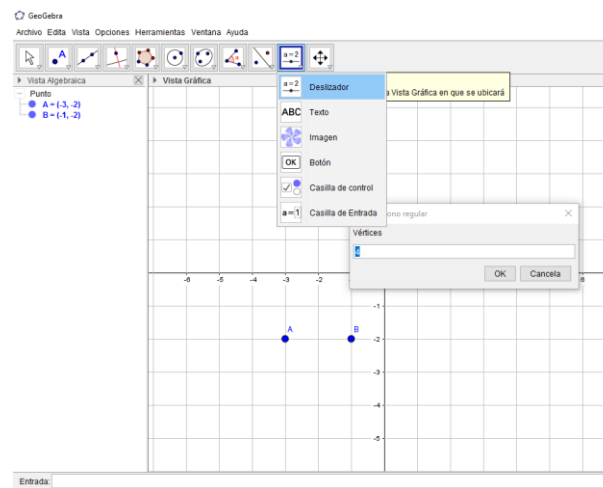 GeoGebra
Archivo Edita Vista Opciones Herramientas Ventana Ayuda
A
a=2
Vista Algebraica
Vista Gráfica
Punto
A = (-3, -2)
B = (-1, -2)
a=2 Deslizador
ABC Texto
Imagen
OK Botón
Casilla de control
a=1 Casilla de Entrada
a Vista Gráfica en que se ubicará
ono regular
Vértices
4
OK Cancela
-6 -5 -4 -3 -2
A B
-1
-2
-3
-4
-5
Entrada: